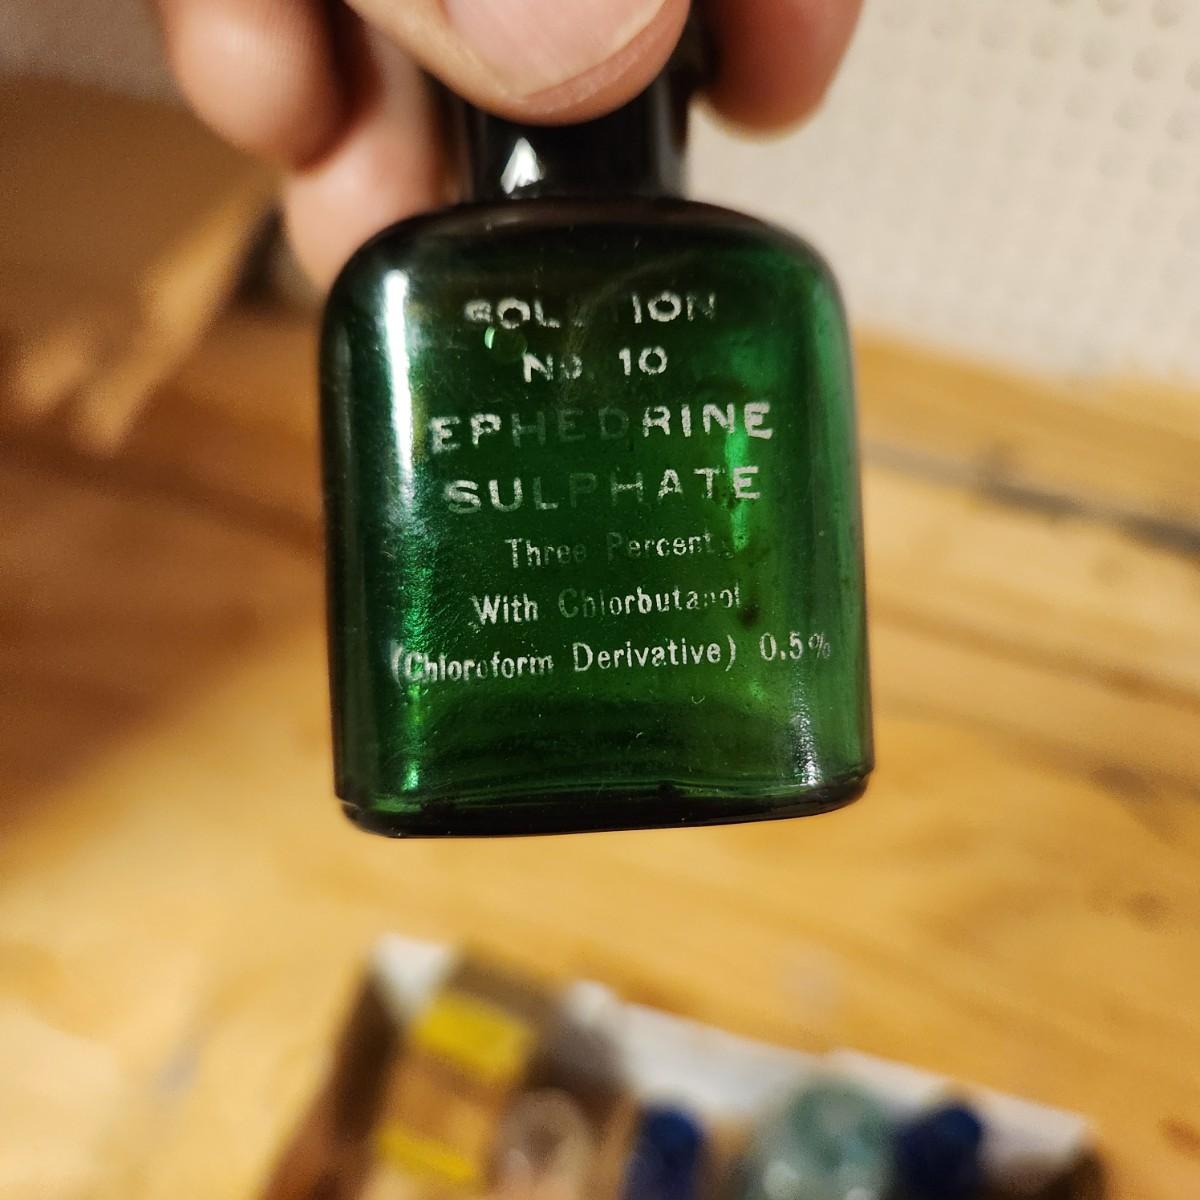 SOLUTION
No 10
EPHEDRINE
SULPHATE
Three Percent
With Chlorbutanol
(Chloroform Derivative) 0.5%